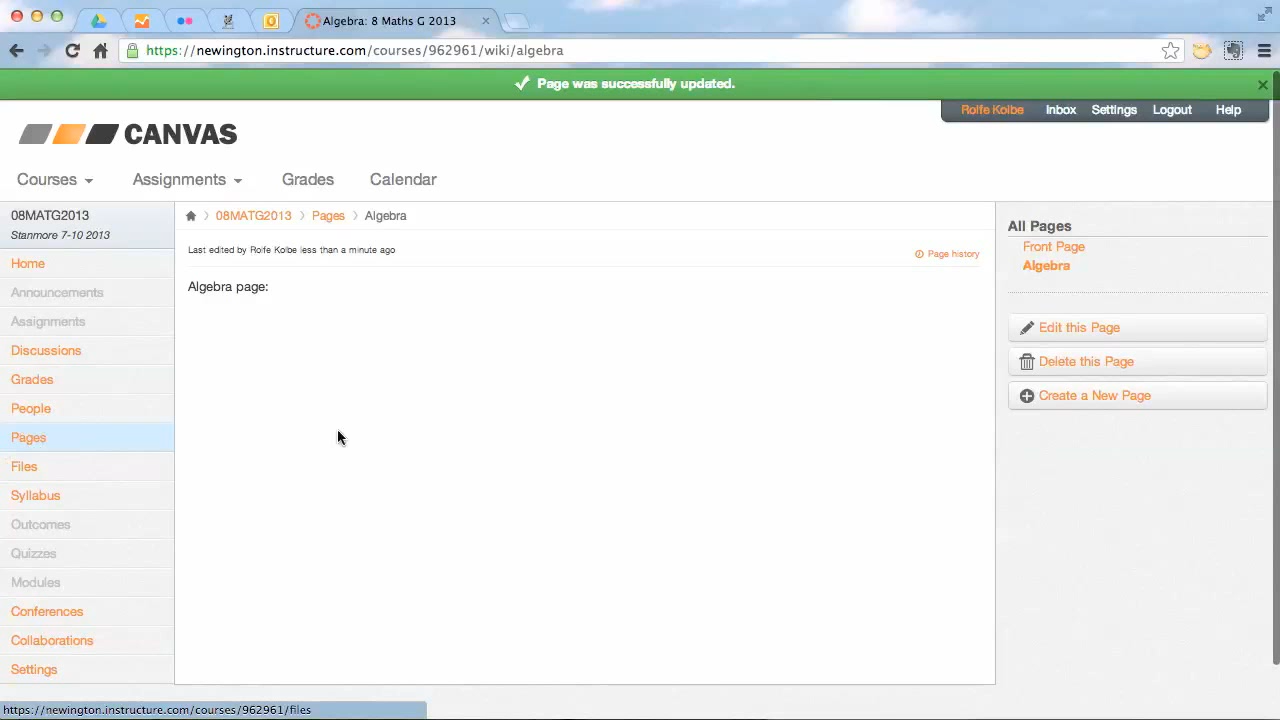 Algebra: 8 Maths G 2013
https://newington.instructure.com/courses/962961/wiki/algebra
Page was successfully updated.
Rolfe Kolbe Inbox Settings Logout Help
CANVAS
Courses Assignments Grades Calendar
08MATG2013
Stanmore 7-10 2013
Home
Announcements
Assignments
Discussions
Grades
People
Pages
Files
Syllabus
Outcomes
Quizzes
Modules
Conferences
Collaborations
Settings
08MATG2013 Pages Algebra
Last edited by Rolfe Kolbe less than a minute ago
Page history
Algebra page:
All Pages
Front Page
Algebra
Edit this Page
Delete this Page
Create a New Page
https://newington.instructure.com/courses/962961/files